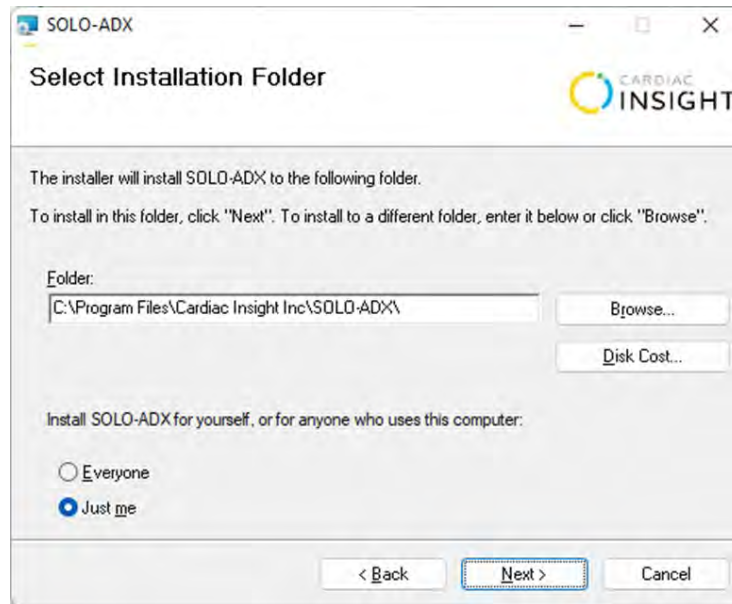 SOLO-ADX
Select Installation Folder
CARDIAC
INSIGHT
The installer will install SOLO-ADX to the following folder.
To install in this folder, click "Next". To install to a different folder, enter it below or click "Browse".
Folder:
C:\Program Files\Cardiac Insight Inc\SOLO-ADX\
Browse...
Disk Cost...
Install SOLO-ADX for yourself, or for anyone who uses this computer:
Everyone
Just me
< Back
Next >
Cancel